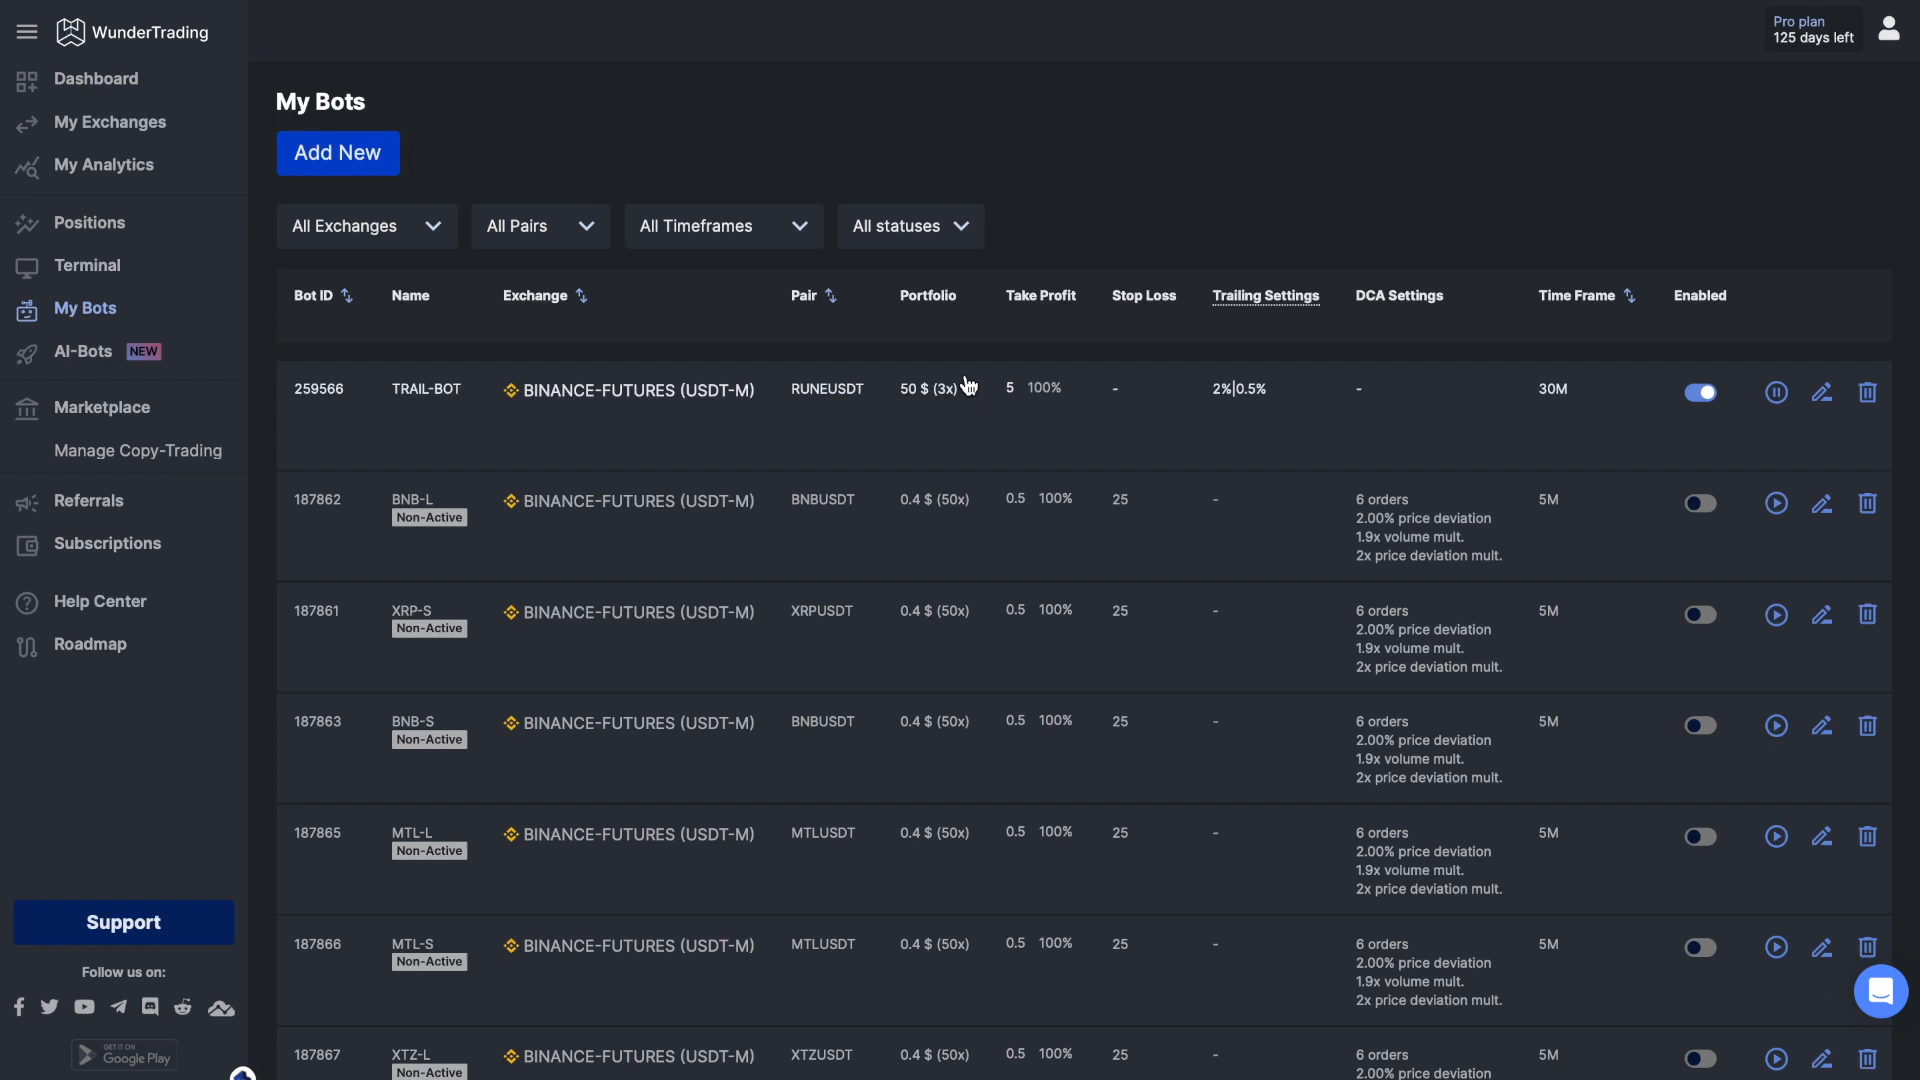 WunderTrading
Pro plan
125 days left
Dashboard
My Exchanges
My Analytics
Positions
Terminal
My Bots
AI-Bots NEW
Marketplace
Manage Copy-Trading
Referrals
Subscriptions
Help Center
Roadmap
Support
Follow us on:
GET IT ON
Google Play
My Bots
Add New
All Exchanges All Pairs All Timeframes All statuses
Bot ID Name Exchange Pair Portfolio Take Profit Stop Loss Trailing Settings DCA Settings Time Frame Enabled
259566 TRAIL-BOT BINANCE-FUTURES (USDT-M) RUNEUSDT 50 $ (3x) 5 100% - 2%|0.5% - 30M
187862 BNB-L BINANCE-FUTURES (USDT-M) BNBUSDT 0.4 $ (50x) 0.5 100% 25 - 6 orders 5M
Non-Active 2.00% price deviation
1.9x volume mult.
2x price deviation mult.
187861 XRP-S BINANCE-FUTURES (USDT-M) XRPUSDT 0.4 $ (50x) 0.5 100% 25 - 6 orders 5M
Non-Active 2.00% price deviation
1.9x volume mult.
2x price deviation mult.
187863 BNB-S BINANCE-FUTURES (USDT-M) BNBUSDT 0.4 $ (50x) 0.5 100% 25 - 6 orders 5M
Non-Active 2.00% price deviation
1.9x volume mult.
2x price deviation mult.
187865 MTL-L BINANCE-FUTURES (USDT-M) MTLUSDT 0.4 $ (50x) 0.5 100% 25 - 6 orders 5M
Non-Active 2.00% price deviation
1.9x volume mult.
2x price deviation mult.
187866 MTL-S BINANCE-FUTURES (USDT-M) MTLUSDT 0.4 $ (50x) 0.5 100% 25 - 6 orders 5M
Non-Active 2.00% price deviation
1.9x volume mult.
2x price deviation mult.
187867 XTZ-L BINANCE-FUTURES (USDT-M) XTZUSDT 0.4 $ (50x) 0.5 100% 25 - 6 orders 5M
Non-Active 2.00% price deviation